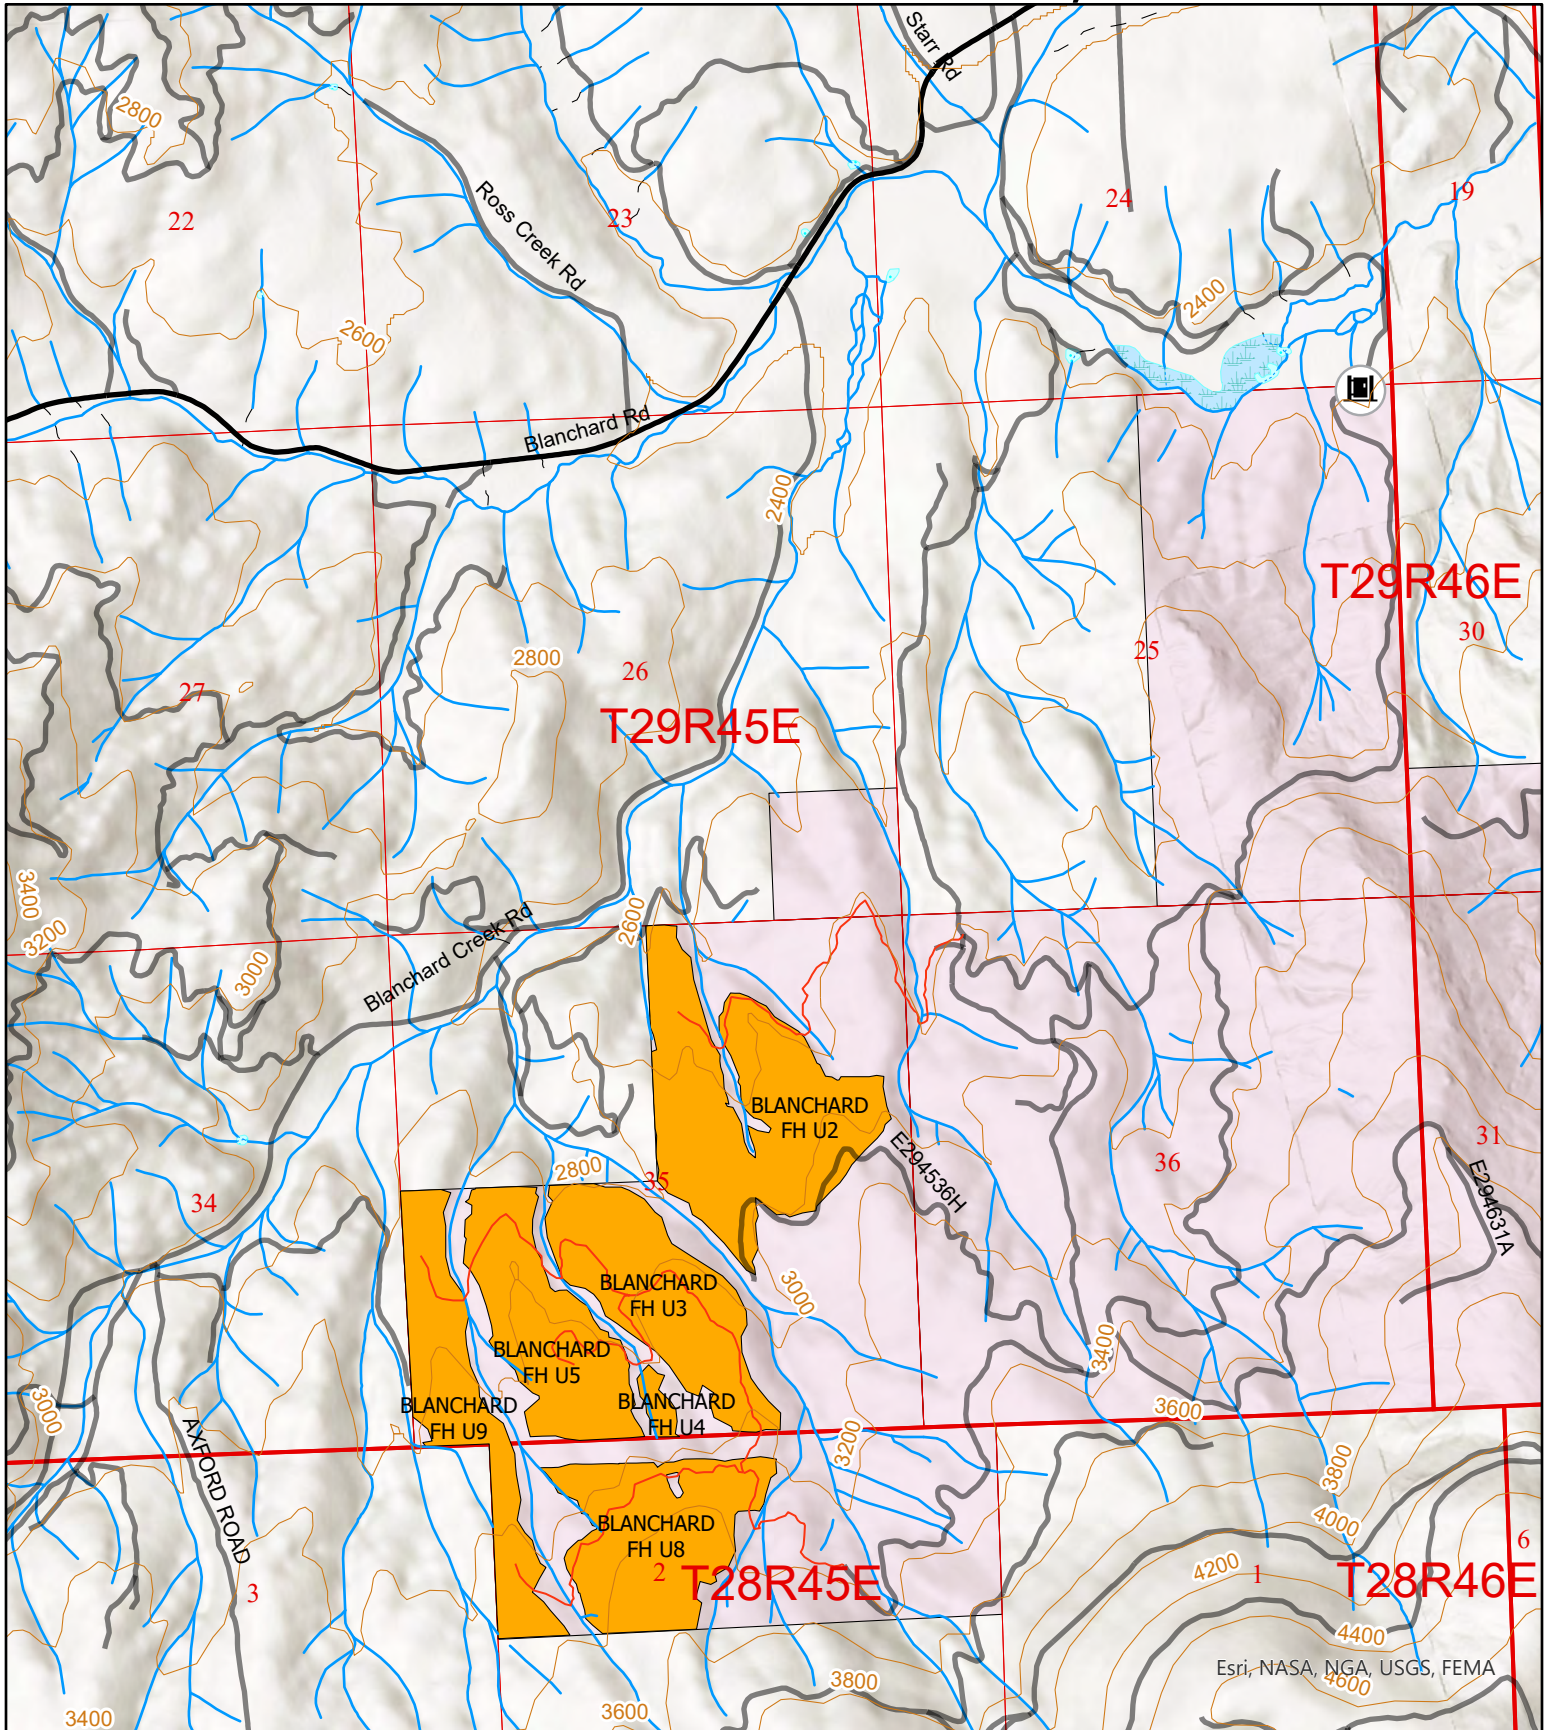 Starr Rd
2800
22
Ross Creek Rd
23
24
19
2600
2400
Blanchard Rd
2400
T29R46E
30
25
2800
26
27
T29R45E
3400
3200
3000
2600
Blanchard Creek Rd
BLANCHARD
FH U2
E294536H
36
31
E294631A
2800
35
34
3000
BLANCHARD
FH U3
BLANCHARD
FH U5
3400
3000
BLANCHARD
FH U9
BLANCHARD
FH U4
3600
3200
3800
AXFORD ROAD
BLANCHARD
FH U8
4000
4200
6
3
2
T28R45E
1
T28R46E
4400
Esri, NASA, NGA, USGS, FEMA
4600
3800
3600
3400